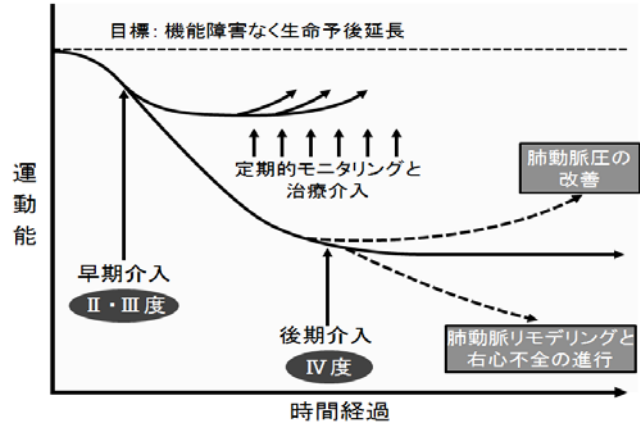 目標: 機能障害なく生命予後延長
運動能
定期的モニタリングと
治療介入
肺動脈圧の
改善
早期介入
Ⅱ・Ⅲ度
後期介入
Ⅳ度
肺動脈リモデリングと
右心不全の進行
時間経過